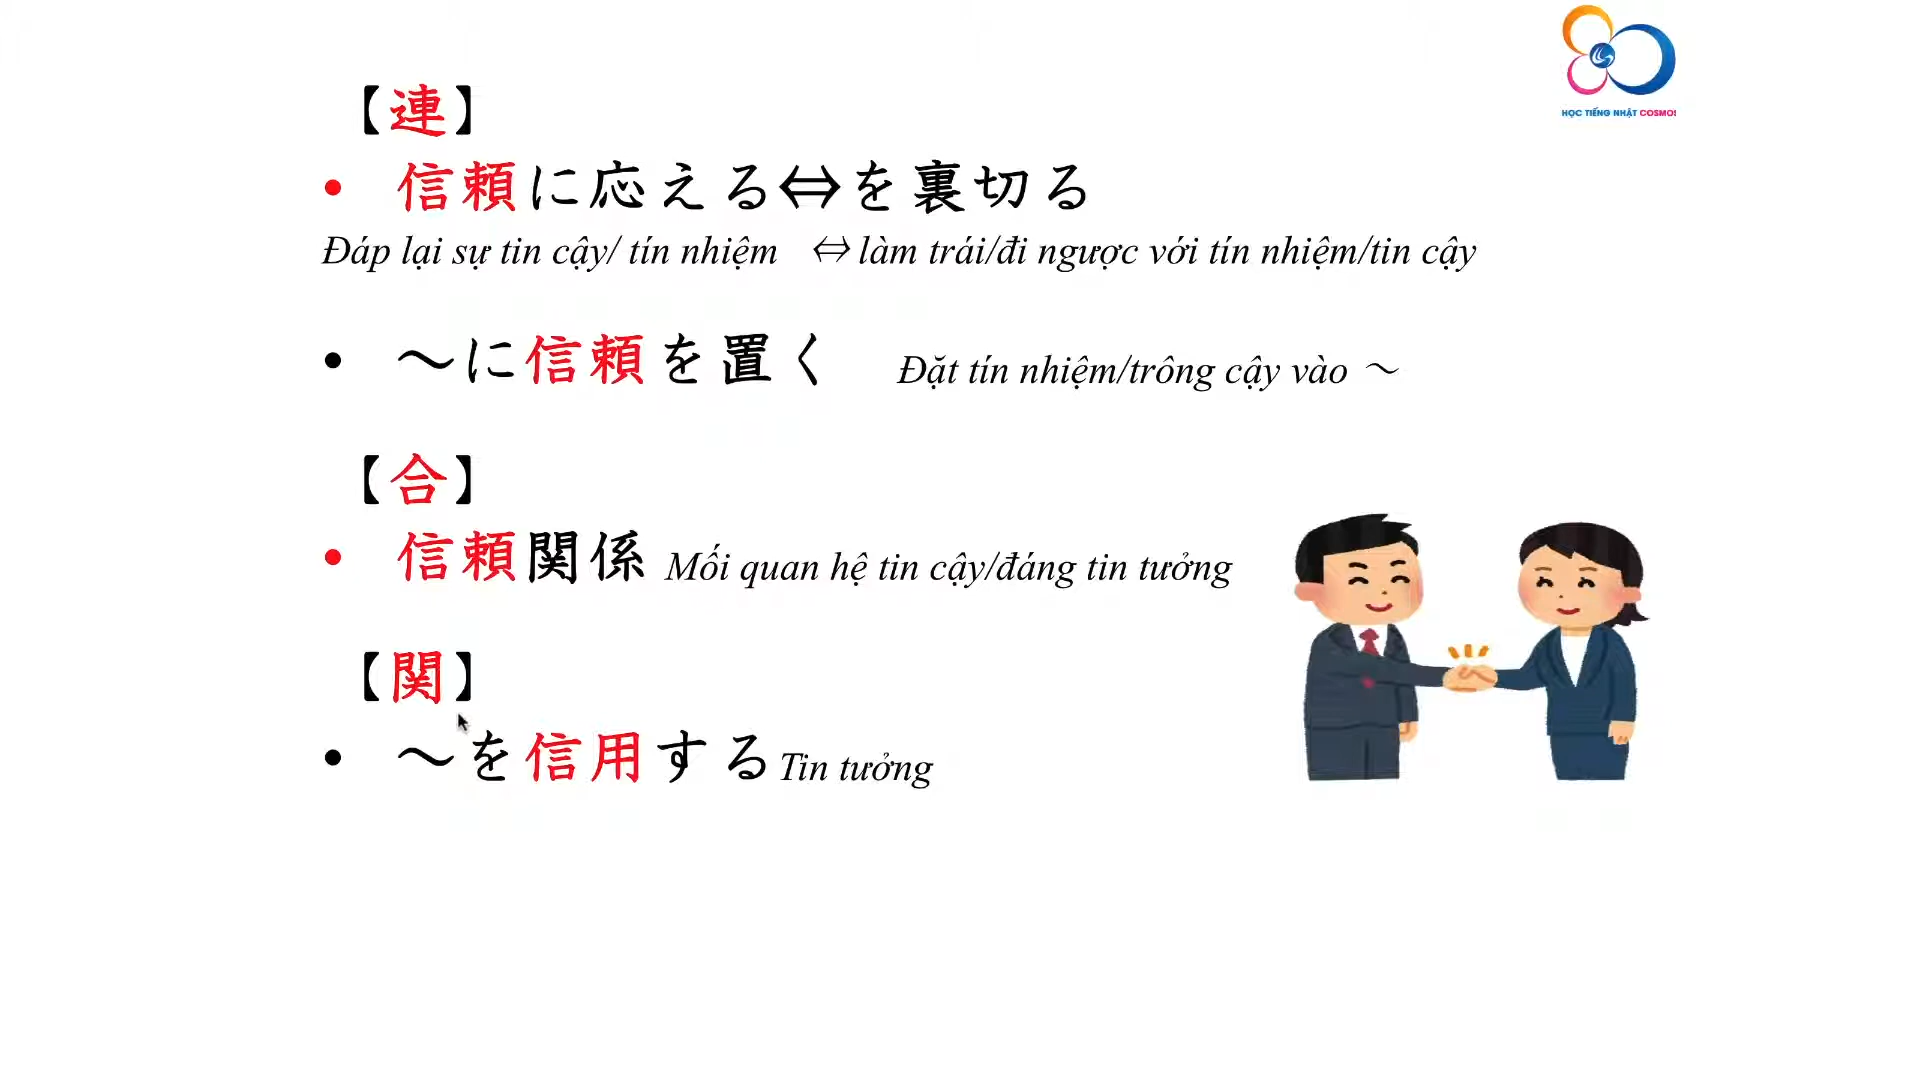 HỌC TIẾNG NHẬT COSMOS
【連】
• 信頼に応える⇔を裏切る
Đáp lại sự tin cậy/ tín nhiệm ⇔ làm trái/đi ngược với tín nhiệm/tin cậy
• 〜に信頼を置く Đặt tín nhiệm/trông cậy vào 〜
【合】
• 信頼関係 Mối quan hệ tin cậy/đáng tin tưởng
【関】
• 〜を信用する Tin tưởng